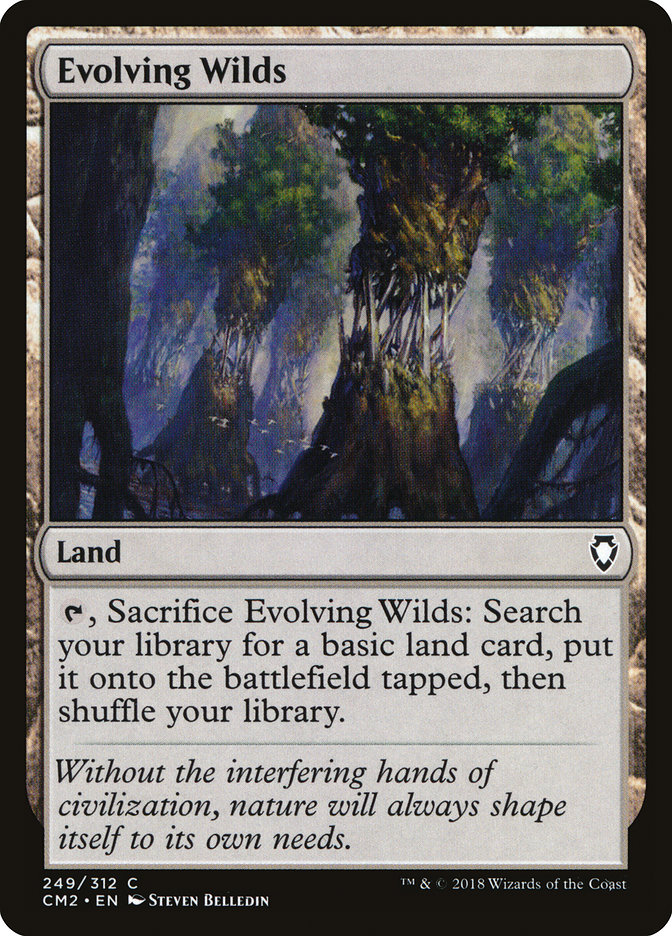 Evolving Wilds
Land
, Sacrifice Evolving Wilds: Search
your library for a basic land card, put
it onto the battlefield tapped, then
shuffle your library.
Without the interfering hands of
civilization, nature will always shape
itself to its own needs.
249/312 C
™ & © 2018 Wizards of the Coast
CM2 • EN Steven Belledin